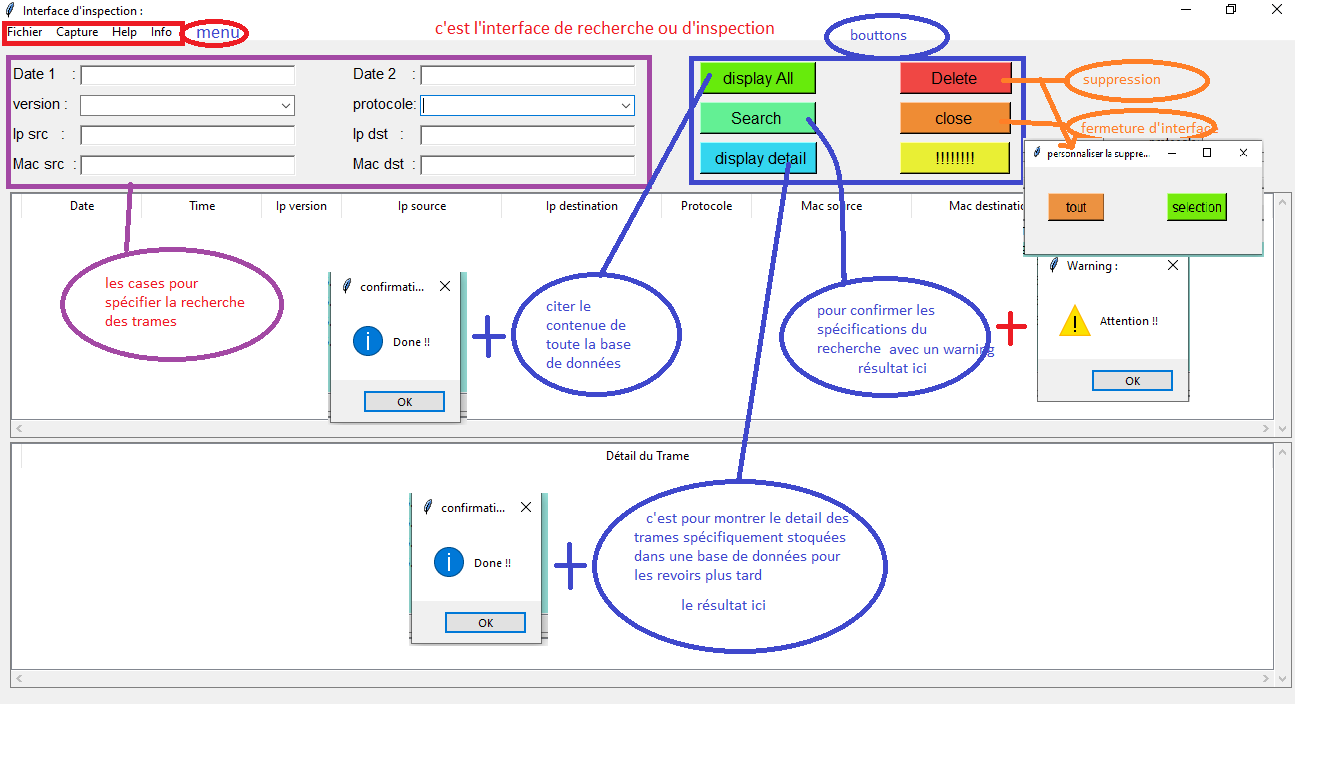 Interface d'inspection :
Fichier Capture Help Info
menu
c'est l'interface de recherche ou d'inspection
bouttons
Date 1 :
Date 2 :
version :
protocole:
Ip src :
Ip dst :
Mac src :
Mac dst :
display All
Delete
Search
close
display detail
!!!!!!!!
suppression
fermeture d'interface
personnaliser la suppre...
tout
selection
Date Time Ip version Ip source Ip destination Protocole Mac source Mac destinatio
les cases pour
spécifier la recherche
des trames
confirmati...
Done !!
OK
citer le
contenue de
toute la base
de données
pour confirmer les
spécifications du
recherche avec un warning
résultat ici
Warning :
Attention !!
OK
Détail du Trame
confirmati...
Done !!
OK
c'est pour montrer le detail des
trames spécifiquement stoquées
dans une base de données pour
les revoirs plus tard
le résultat ici